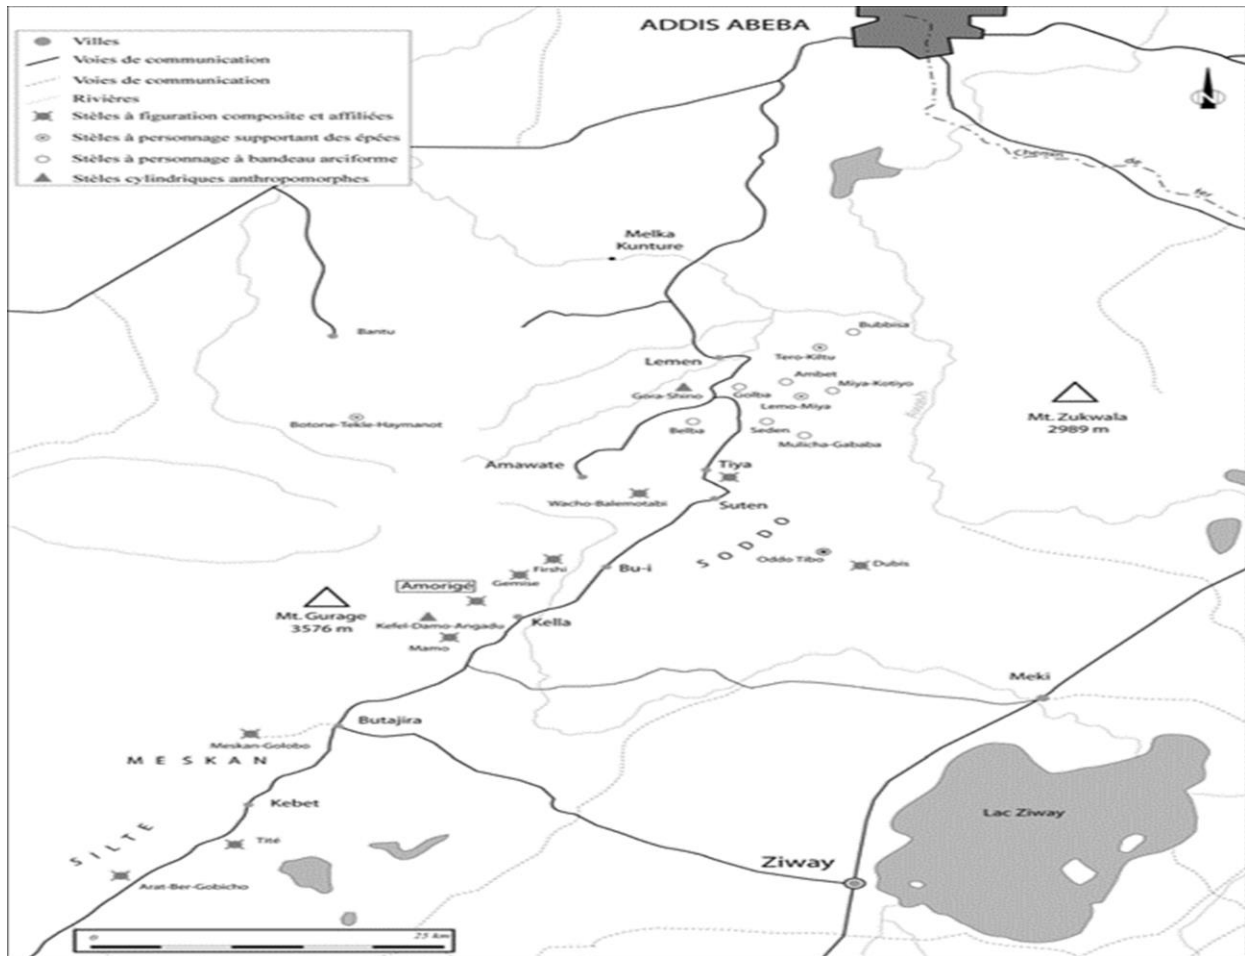 ADDIS ABEBA
Villes
Voies de communication
Voies de communication
Rivières
Stèles à figuration composite et affiliées
Stèles à personnage supportant des épées
Stèles à personnage à bandeau arciforme
Stèles cylindriques anthropomorphes
N
Chemin
de
fer
Melka
Kunture
Bantu
Bubbisa
Tero-Kiltu
Lemen
Ambet
Miya-Kotiyo
Gora-Shino
Golba
Lemo-Miya
Awash
Mt. Zukwala
2989 m
Botone-Tekle-Haymanot
Belba
Seden
Mulicha-Gababa
Amawate
Tiya
Wacho-Balemotabi
Suten
SODDO
Oddo Tibo
Dubis
Firshi
Bu-i
Gemise
Amorigé
Mt. Gurage
3576 m
Kefel-Damo-Angadu
Kella
Mamo
Meki
Butajira
Meskan-Golobo
MESKAN
Kebet
Lac Ziway
SILTE
Tité
Ziway
Arat-Ber-Gobicho
0
25 km